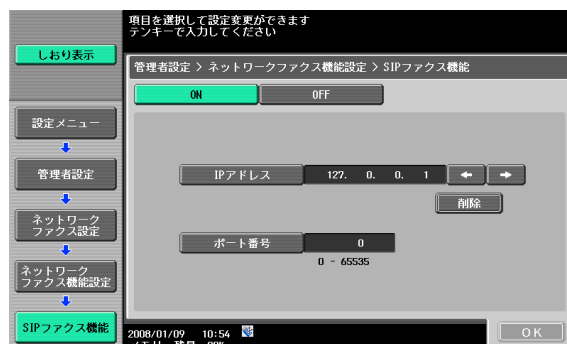 項目を選択して設定変更ができます
テンキーで入力してください
しおり表示
管理者設定 > ネットワークファクス機能設定 > SIPファクス機能
ON
OFF
設定メニュー
管理者設定
ネットワーク
ファクス設定
ネットワーク
ファクス機能設定
SIPファクス機能
IPアドレス
127. 0. 0. 1
削除
ポート番号
0
0 - 65535
2008/01/09 10:54
OK